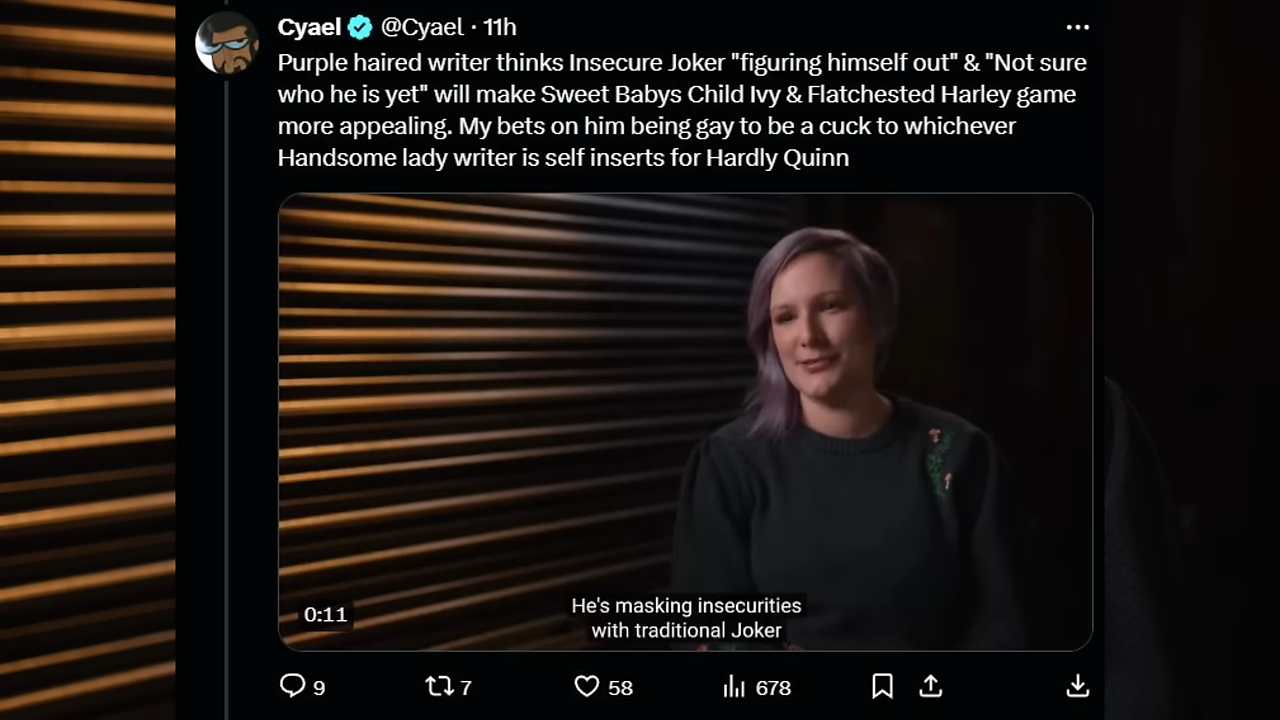 Cyael @Cyael · 11h
Purple haired writer thinks Insecure Joker "figuring himself out" & "Not sure
who he is yet" will make Sweet Babys Child Ivy & Flatchested Harley game
more appealing. My bets on him being gay to be a cuck to whichever
Handsome lady writer is self inserts for Hardly Quinn
He's masking insecurities
with traditional Joker
0:11
9 7 58 678